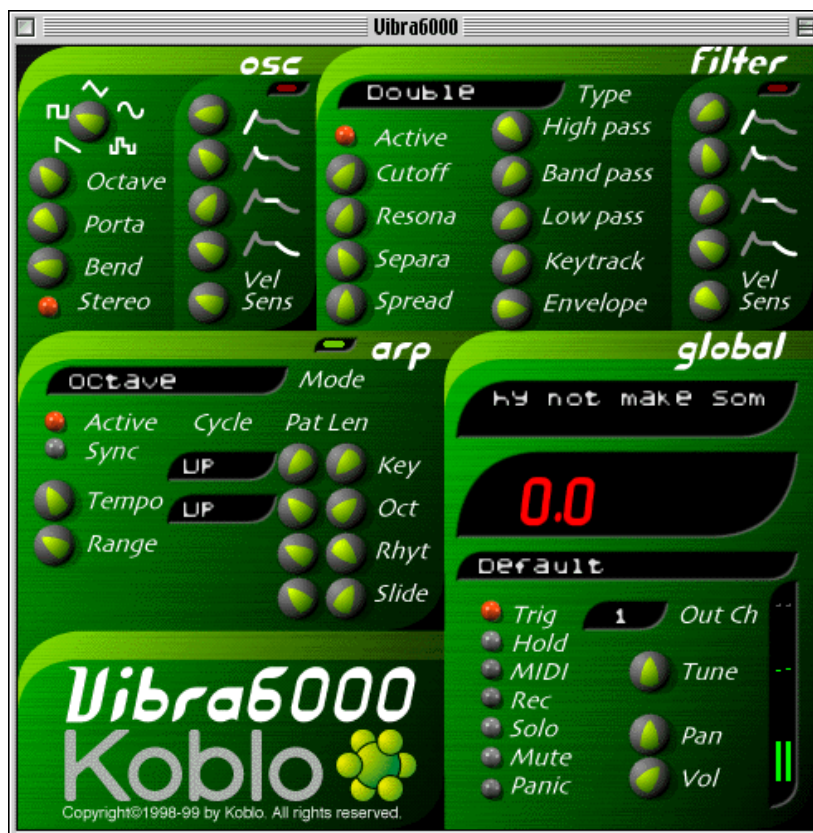 Vibra6000
osc
Octave
Porta
Bend
Stereo
Vel
Sens
filter
Double
Type
Active
Cutoff
Resona
Separa
Spread
High pass
Band pass
Low pass
Keytrack
Envelope
Vel
Sens
arp
octave
Mode
Active
Sync
Cycle
Pat Len
UP
UP
Tempo
Range
Key
Oct
Rhyt
Slide
global
hy not make som
0.0
Default
Trig
Hold
MIDI
Rec
Solo
Mute
Panic
1
Out Ch
Tune
Pan
Vol
Vibra6000
Koblo
Copyright©1998-99 by Koblo. All rights reserved.